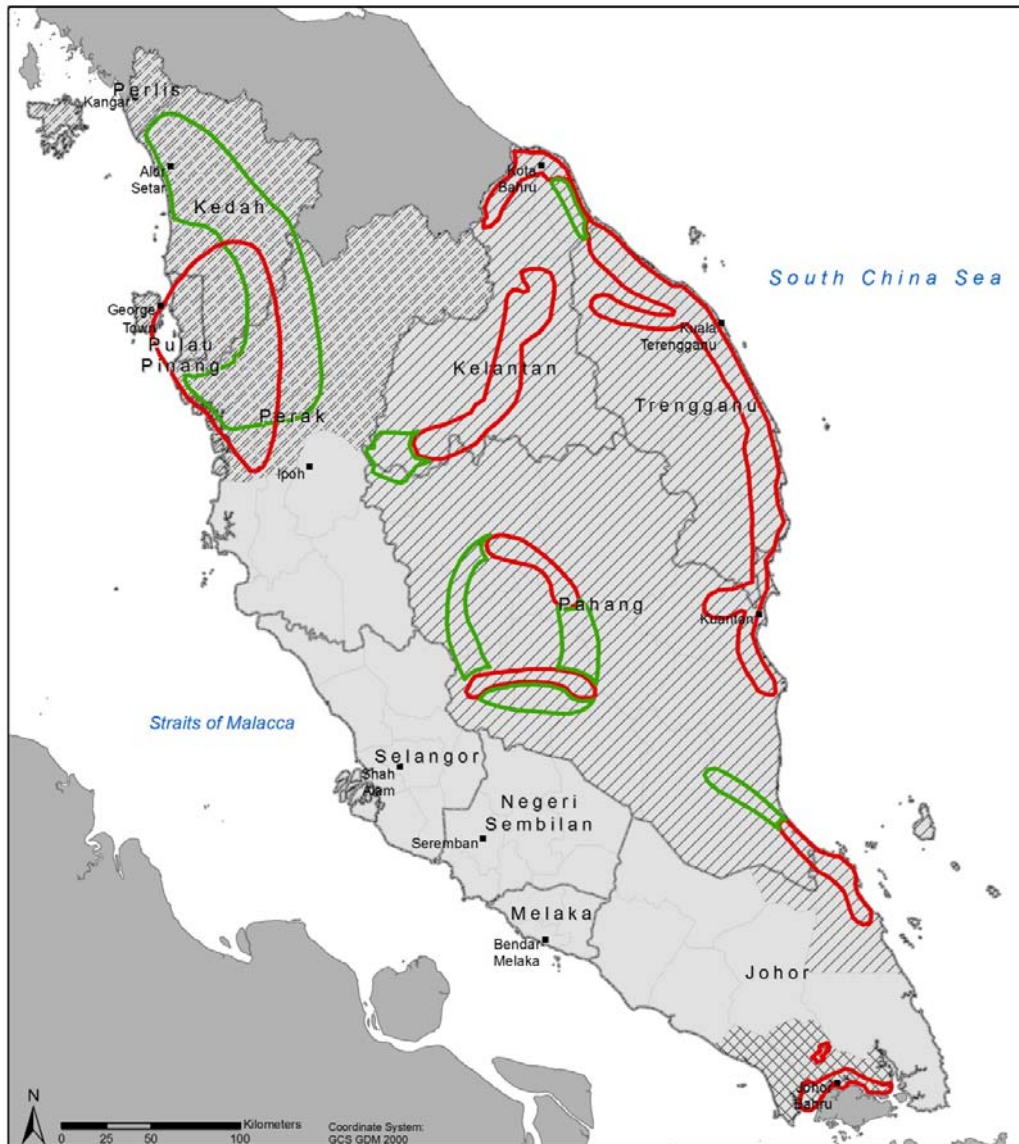 Perlis
Kangar
Alor
Setar
Kedah
Kota
Bahru
South China Sea
George
Town
Pulau
Pinang
Kuala
Terengganu
Kelantan
Trengganu
Perak
Ipoh
Pahang
Kuantan
Straits of Malacca
Selangor
Shah
Alam
Negeri
Sembilan
Seremban
Melaka
Bendar
Melaka
Johor
Johor
Bahru
N
Kilometers
0 25 50 100
Coordinate System:
GCS GDM 2000